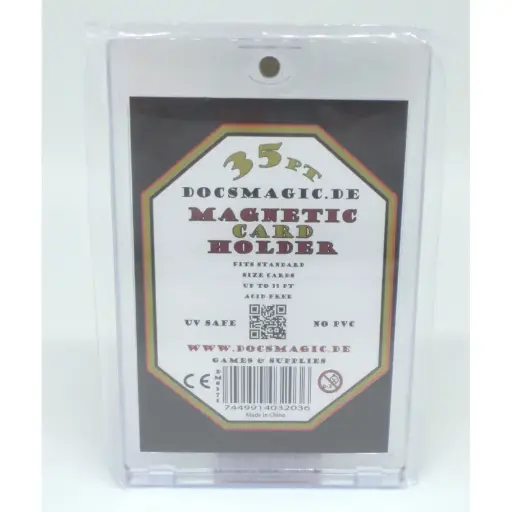 35PT
DOCSMAGIC.DE
MAGNETIC
CARD
HOLDER
FITS STANDARD
SIZE CARDS
UP TO 35 PT
ACID FREE
UV SAFE NO PVC
WWW.DOCSMAGIC.DE
GAMES & SUPPLIES
CE
7449914032036
Made in China